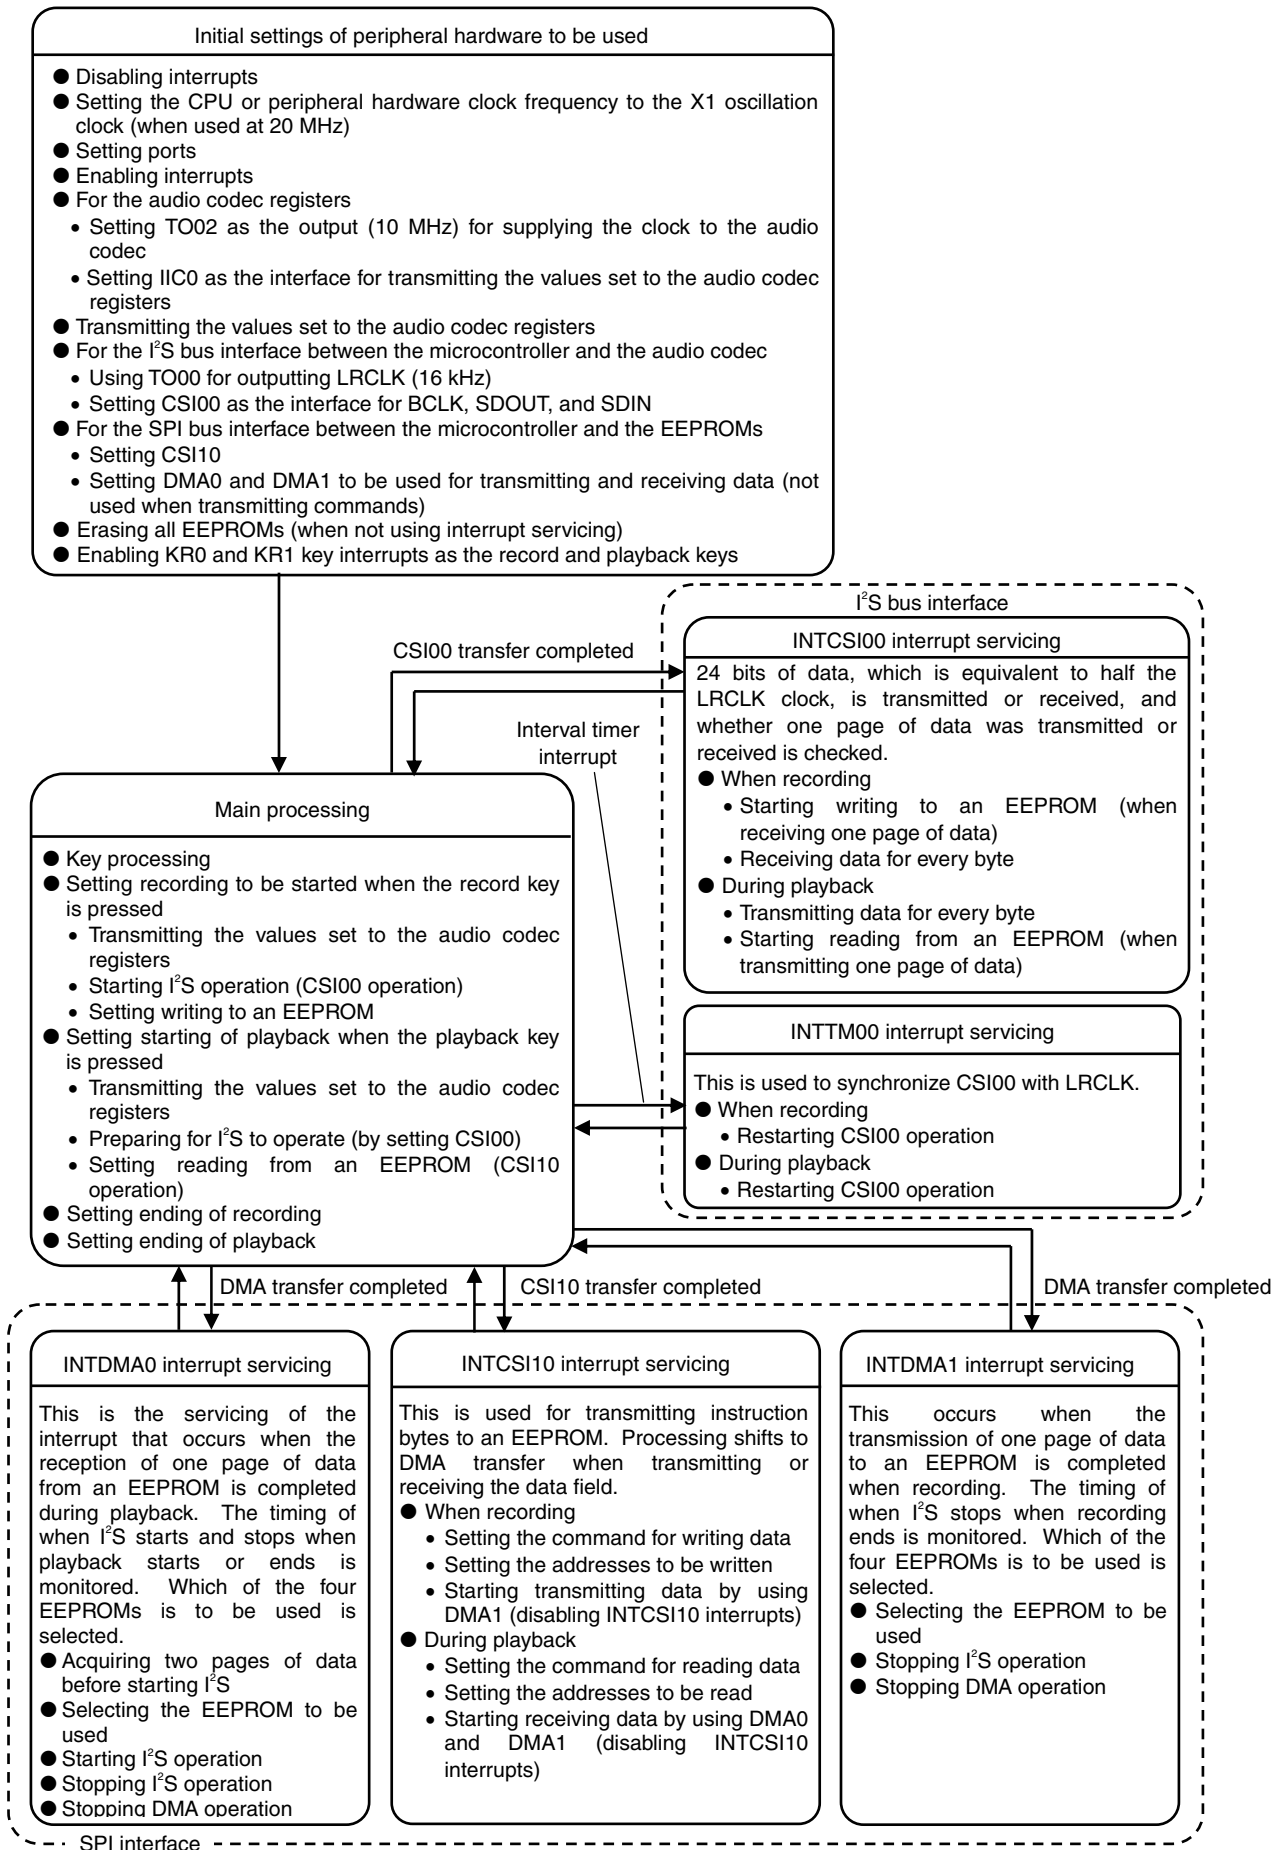 Initial settings of peripheral hardware to be used
● Disabling interrupts
● Setting the CPU or peripheral hardware clock frequency to the X1 oscillation
clock (when used at 20 MHz)
● Setting ports
● Enabling interrupts
● For the audio codec registers
• Setting TO02 as the output (10 MHz) for supplying the clock to the audio
codec
• Setting IIC0 as the interface for transmitting the values set to the audio codec
registers
● Transmitting the values set to the audio codec registers
● For the I²S bus interface between the microcontroller and the audio codec
• Using TO00 for outputting LRCLK (16 kHz)
• Setting CSI00 as the interface for BCLK, SDOUT, and SDIN
● For the SPI bus interface between the microcontroller and the EEPROMs
• Setting CSI10
• Setting DMA0 and DMA1 to be used for transmitting and receiving data (not
used when transmitting commands)
● Erasing all EEPROMs (when not using interrupt servicing)
● Enabling KR0 and KR1 key interrupts as the record and playback keys
I²S bus interface
CSI00 transfer completed
INTCSI00 interrupt servicing
24 bits of data, which is equivalent to half the
LRCLK clock, is transmitted or received, and
whether one page of data was transmitted or
received is checked.
● When recording
• Starting writing to an EEPROM (when
receiving one page of data)
• Receiving data for every byte
● During playback
• Transmitting data for every byte
• Starting reading from an EEPROM (when
transmitting one page of data)
Interval timer
interrupt
Main processing
● Key processing
● Setting recording to be started when the record key
is pressed
• Transmitting the values set to the audio codec
registers
• Starting I²S operation (CSI00 operation)
• Setting writing to an EEPROM
● Setting starting of playback when the playback key
is pressed
• Transmitting the values set to the audio codec
registers
• Preparing for I²S to operate (by setting CSI00)
• Setting reading from an EEPROM (CSI10
operation)
● Setting ending of recording
● Setting ending of playback
INTTM00 interrupt servicing
This is used to synchronize CSI00 with LRCLK.
● When recording
• Restarting CSI00 operation
● During playback
• Restarting CSI00 operation
DMA transfer completed
CSI10 transfer completed
DMA transfer completed
INTDMA0 interrupt servicing
This is the servicing of the
interrupt that occurs when the
reception of one page of data
from an EEPROM is completed
during playback. The timing of
when I²S starts and stops when
playback starts or ends is
monitored. Which of the four
EEPROMs is to be used is
selected.
● Acquiring two pages of data
before starting I²S
● Selecting the EEPROM to be
used
● Starting I²S operation
● Stopping I²S operation
● Stopping DMA operation
INTCSI10 interrupt servicing
This is used for transmitting instruction
bytes to an EEPROM. Processing shifts to
DMA transfer when transmitting or
receiving the data field.
● When recording
• Setting the command for writing data
• Setting the addresses to be written
• Starting transmitting data by using
DMA1 (disabling INTCSI10 interrupts)
● During playback
• Setting the command for reading data
• Setting the addresses to be read
• Starting receiving data by using DMA0
and DMA1 (disabling INTCSI10
interrupts)
INTDMA1 interrupt servicing
This occurs when the
transmission of one page of data
to an EEPROM is completed
when recording. The timing of
when I²S stops when recording
ends is monitored. Which of the
four EEPROMs is to be used is
selected.
● Selecting the EEPROM to be
used
● Stopping I²S operation
● Stopping DMA operation
SPI interface